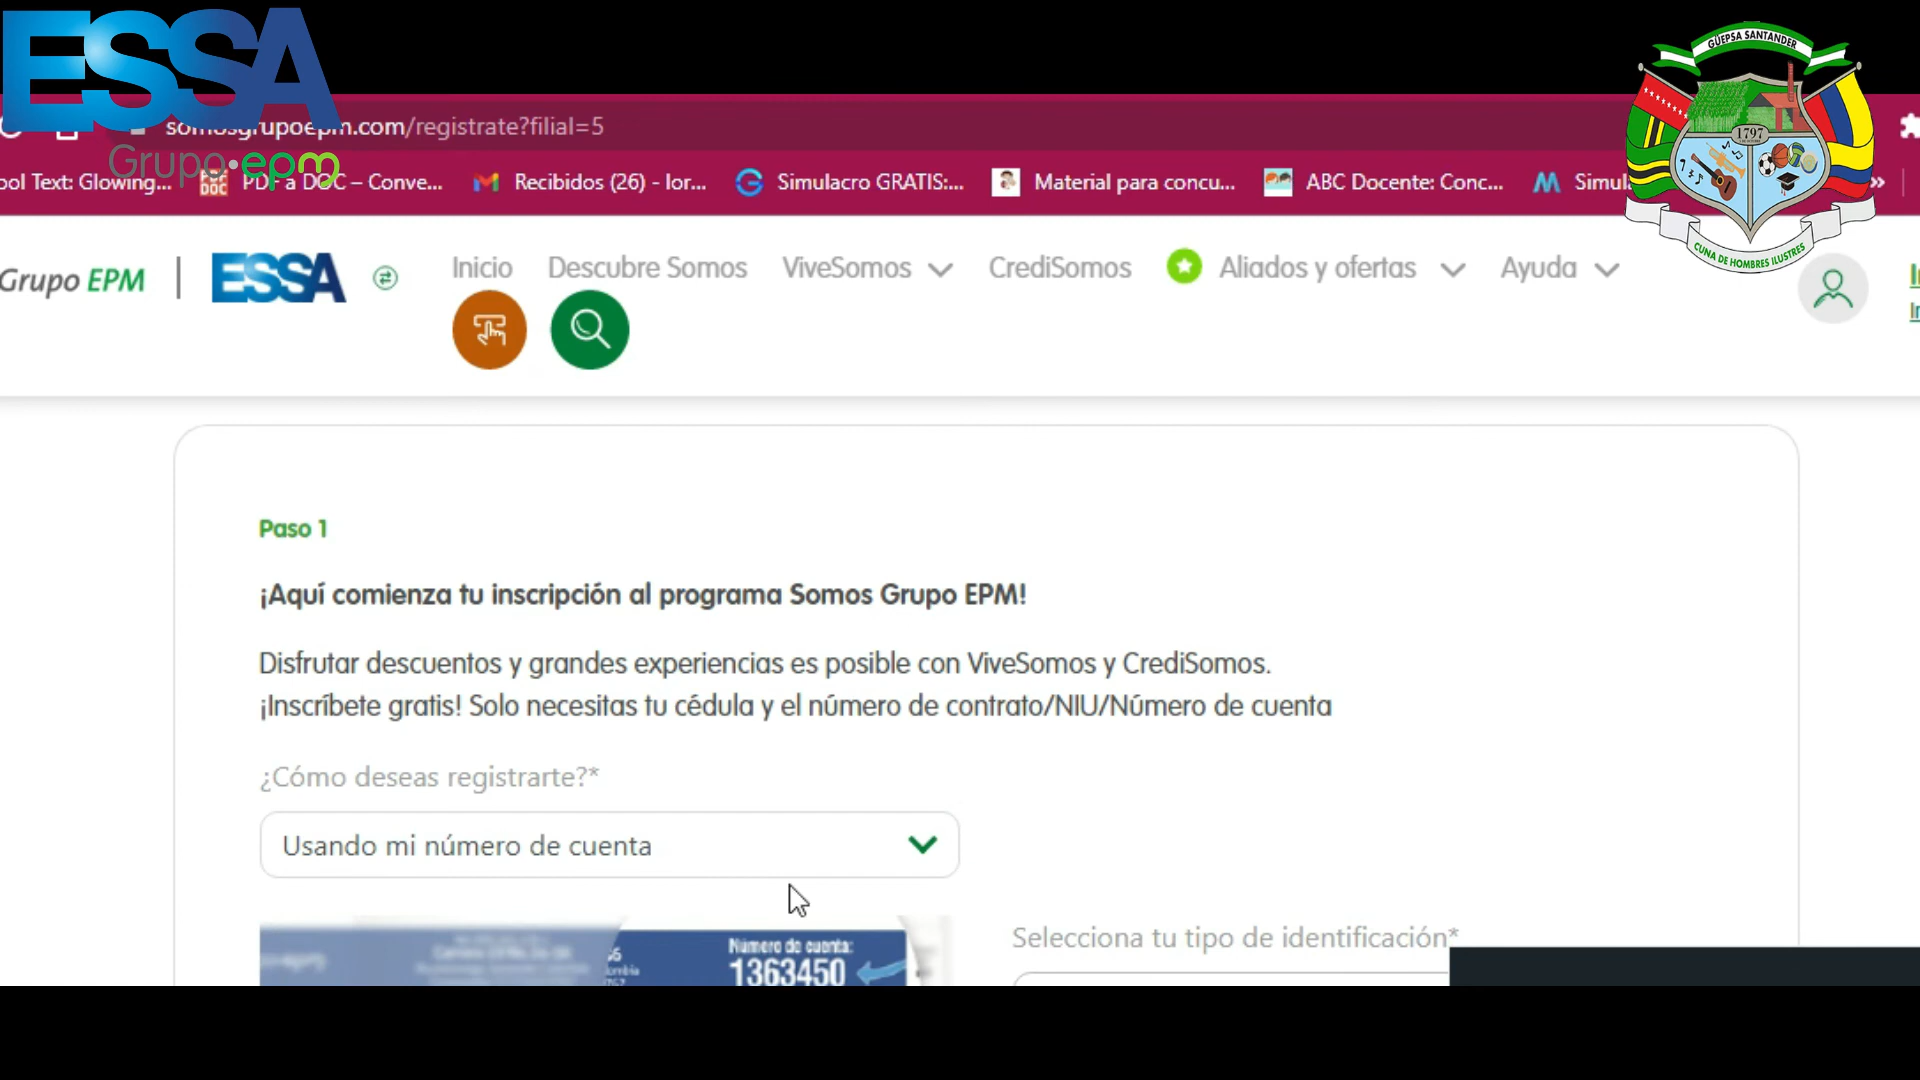 ESSA
Grupo·epm
GÜEPSA SANTANDER
1797
CUNA DE HOMBRES ILUSTRES
somosgrupoepm.com/registrate?filial=5
ool Text: Glowing...
PDF a DOC – Conve...
Recibidos (26) - lor...
Simulacro GRATIS:...
Material para concu...
ABC Docente: Conc...
Simul
»
Grupo EPM
ESSA
Inicio
Descubre Somos
ViveSomos
CrediSomos
Aliados y ofertas
Ayuda
Paso 1
¡Aquí comienza tu inscripción al programa Somos Grupo EPM!
Disfrutar descuentos y grandes experiencias es posible con ViveSomos y CrediSomos.
¡Inscríbete gratis! Solo necesitas tu cédula y el número de contrato/NIU/Número de cuenta
¿Cómo deseas registrarte?*
Usando mi número de cuenta
Número de cuenta:
1363450
Selecciona tu tipo de identificación*